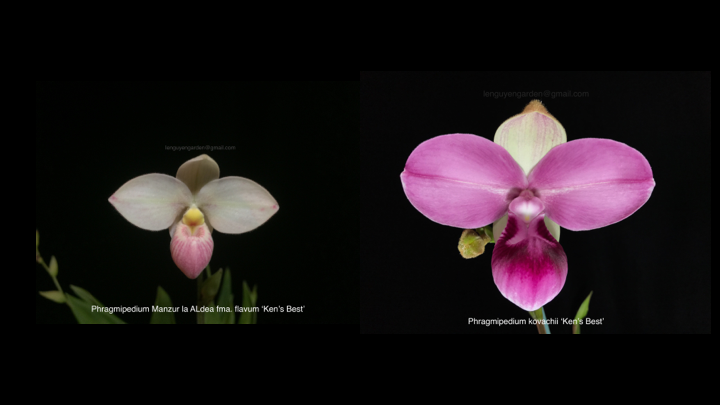 lenguyengarden@gmail.com
Phragmipedium Manzur la ALdea fma. flavum ‘Ken’s Best’
lenguyengarden@gmail.com
Phragmipedium kovachii ‘Ken’s Best’